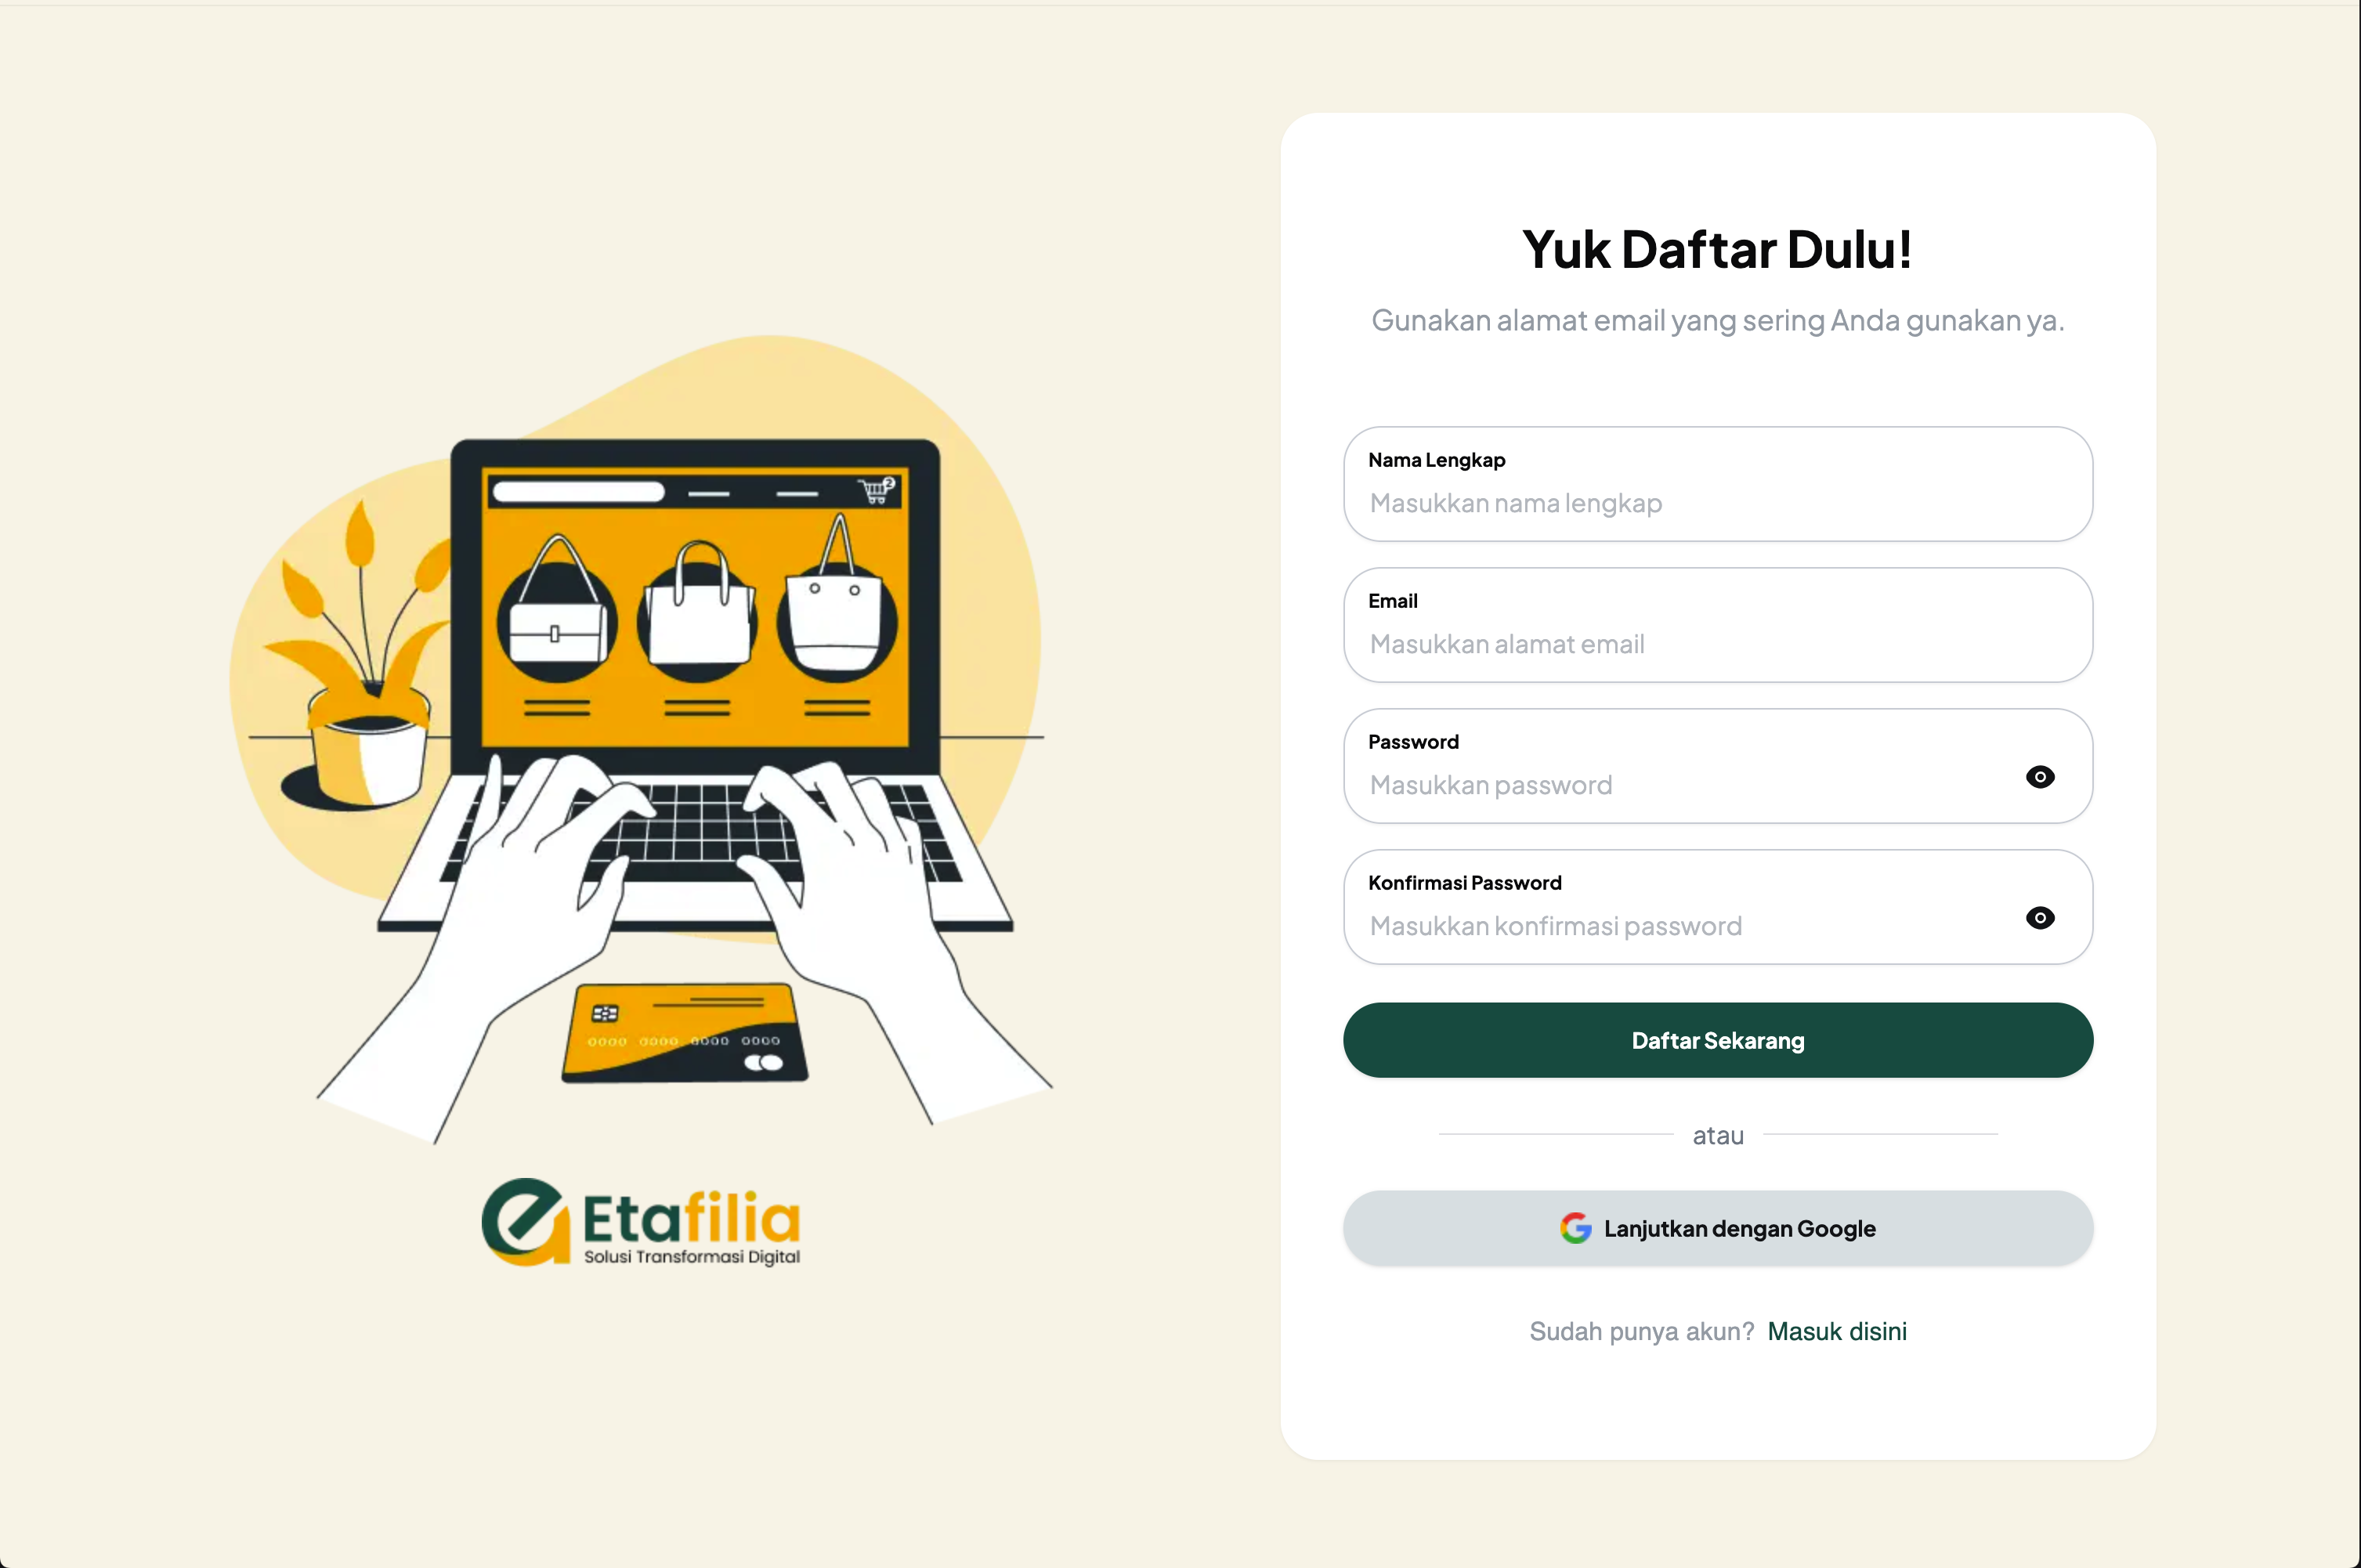 Yuk Daftar Dulu!
Gunakan alamat email yang sering Anda gunakan ya.
Nama Lengkap
Masukkan nama lengkap
Email
Masukkan alamat email
Password
Masukkan password
Konfirmasi Password
Masukkan konfirmasi password
Daftar Sekarang
atau
Lanjutkan dengan Google
Sudah punya akun? Masuk disini
2
0000 0000 0000 0000
Etafilia
Solusi Transformasi Digital